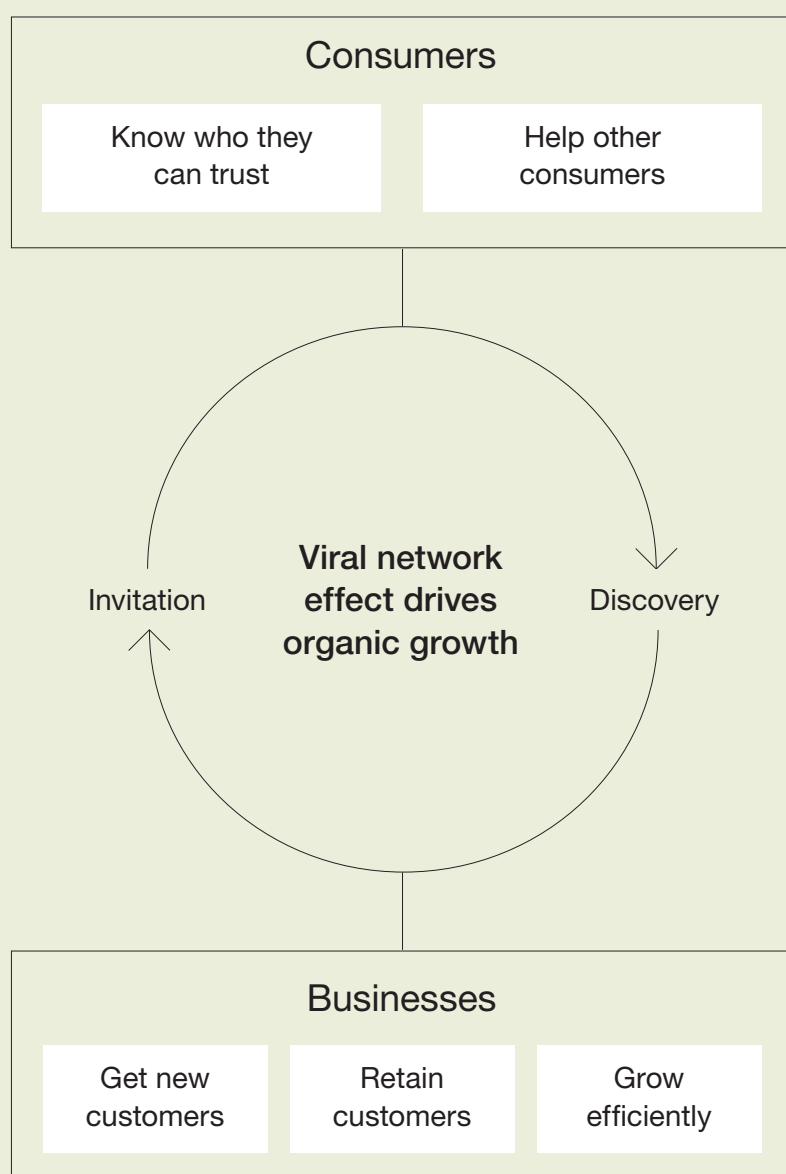 Consumers
Know who they
can trust
Help other
consumers
Viral network
effect drives
organic growth
Invitation
Discovery
Businesses
Get new
customers
Retain
customers
Grow
efficiently